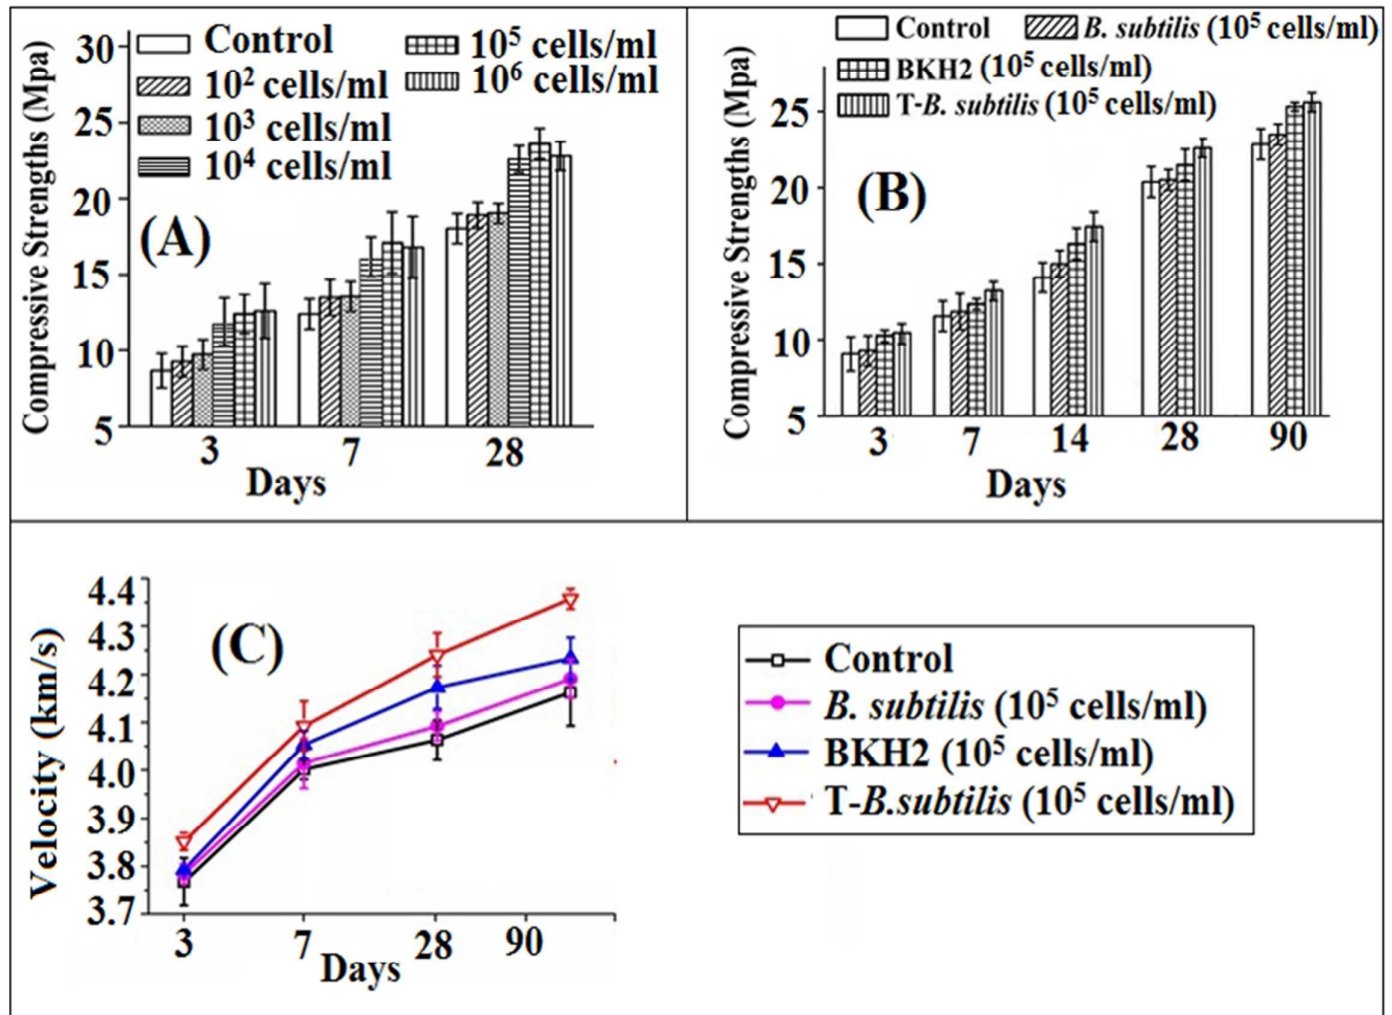 Compressive Strengths (Mpa)
30
25
20
15
10
5
Control
10² cells/ml
10³ cells/ml
10⁴ cells/ml
10⁵ cells/ml
10⁶ cells/ml
(A)
3 7 28
Days
Compressive Strengths (Mpa)
25
20
15
10
5
Control
B. subtilis (10⁵ cells/ml)
BKH2 (10⁵ cells/ml)
T-B. subtilis (10⁵ cells/ml)
(B)
3 7 14 28 90
Days
Velocity (km/s)
4.4
4.3
4.2
4.1
4.0
3.9
3.8
3.7
(C)
3 7 28 90
Days
Control
B. subtilis (10⁵ cells/ml)
BKH2 (10⁵ cells/ml)
T-B.subtilis (10⁵ cells/ml)